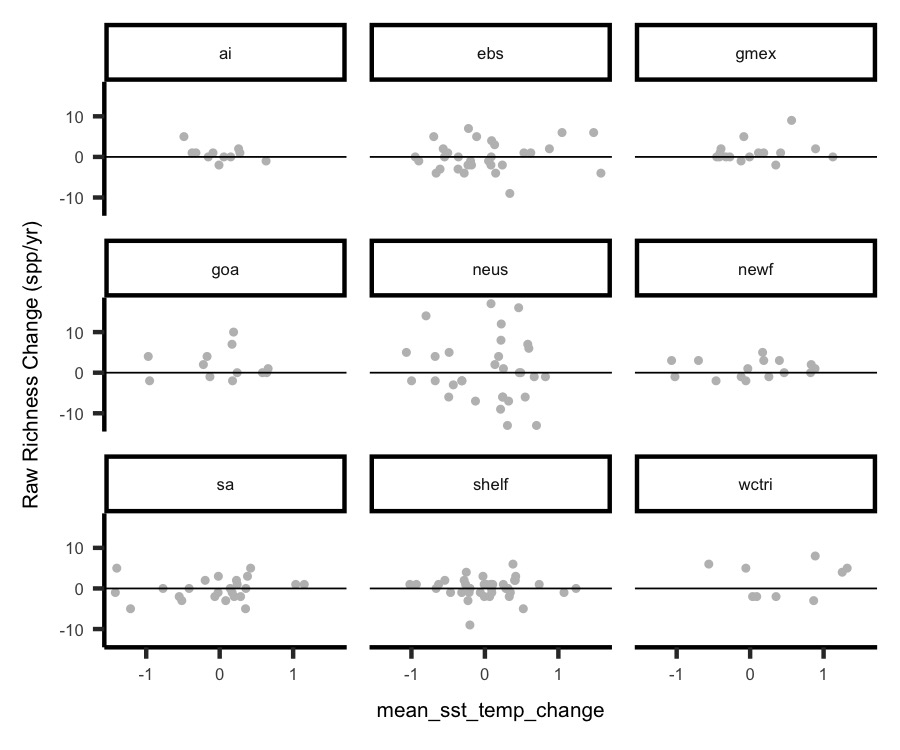 ai
ebs
gmex
10
0
-10
goa
neus
newf
10
0
-10
Raw Richness Change (spp/yr)
sa
shelf
wctri
10
0
-10
-1 0 1 -1 0 1 -1 0 1
mean_sst_temp_change